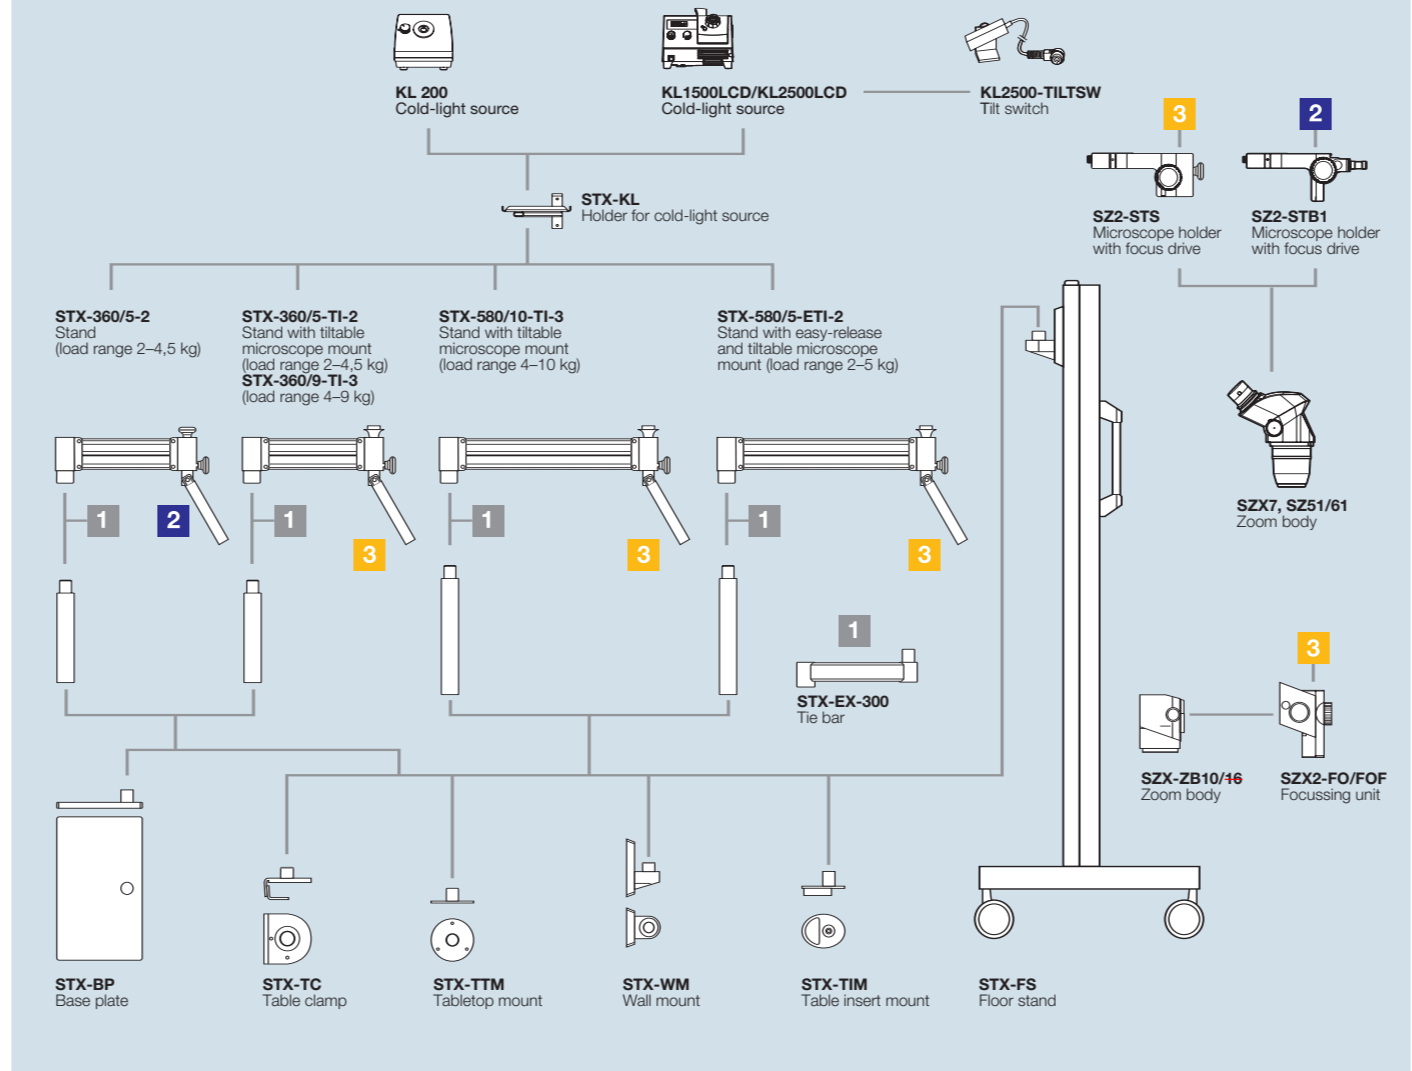 KL 200
Cold-light source
KL1500LCD/KL2500LCD
Cold-light source
KL2500-TILTSW
Tilt switch
3
2
STX-KL
Holder for cold-light source
SZ2-STS
Microscope holder
with focus drive
SZ2-STB1
Microscope holder
with focus drive
STX-360/5-2
Stand
(load range 2–4,5 kg)
STX-360/5-TI-2
Stand with tiltable
microscope mount
(load range 2–4,5 kg)
STX-360/9-TI-3
(load range 4–9 kg)
STX-580/10-TI-3
Stand with tiltable
microscope mount
(load range 4–10 kg)
STX-580/5-ETI-2
Stand with easy-release
and tiltable microscope
mount (load range 2–5 kg)
SZX7, SZ51/61
Zoom body
1
2
1
3
1
3
1
3
1
STX-EX-300
Tie bar
3
SZX-ZB10/16
Zoom body
SZX2-FO/FOF
Focussing unit
STX-BP
Base plate
STX-TC
Table clamp
STX-TTM
Tabletop mount
STX-WM
Wall mount
STX-TIM
Table insert mount
STX-FS
Floor stand